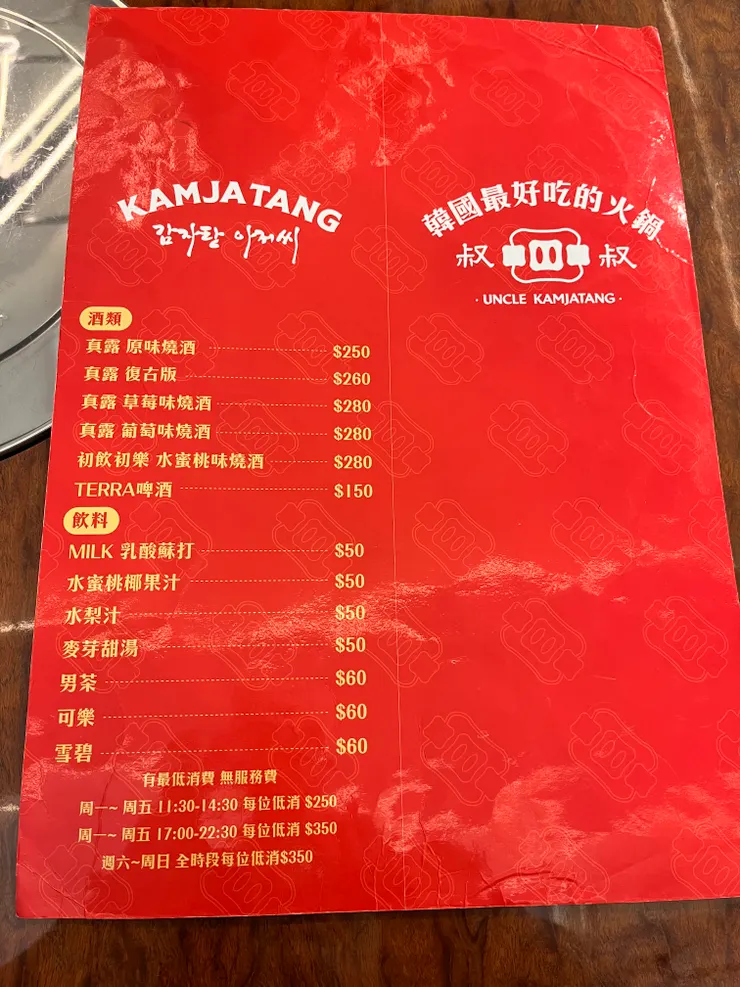 KAMJATANG
감자탕 아저씨
韓國最好吃的火鍋
叔 叔
· UNCLE KAMJATANG ·
酒類
真露 原味燒酒 $250
真露 復古版 $260
真露 草莓味燒酒 $280
真露 葡萄味燒酒 $280
初飲初樂 水蜜桃味燒酒 $280
TERRA啤酒 $150
飲料
MILK 乳酸蘇打 $50
水蜜桃椰果汁 $50
水梨汁 $50
麥芽甜湯 $50
男茶 $60
可樂 $60
雪碧 $60
有最低消費 無服務費
周一~ 周五 11:30-14:30 每位低消 $250
周一~ 周五 17:00-22:30 每位低消 $350
週六~周日 全時段每位低消$350